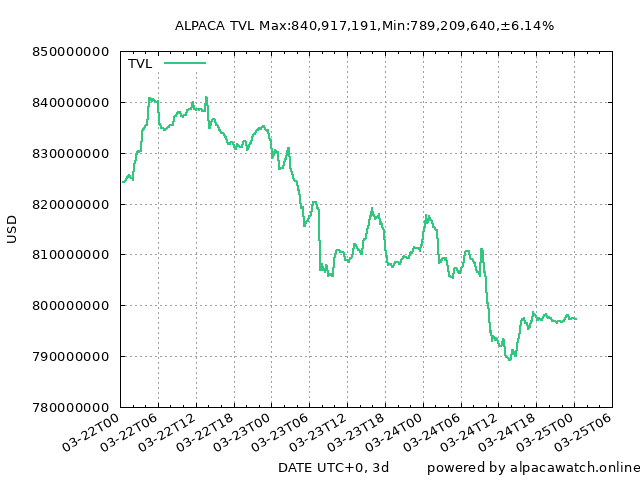 ALPACA TVL Max:840,917,191,Min:789,209,640,±6.14%
850000000
TVL
840000000
830000000
820000000
USD
810000000
800000000
790000000
780000000
03-22T00 03-22T06 03-22T12 03-22T18 03-23T00 03-23T06 03-23T12 03-23T18 03-24T00 03-24T06 03-24T12 03-24T18 03-25T00 03-25T06
DATE UTC+0, 3d powered by alpacawatch.online